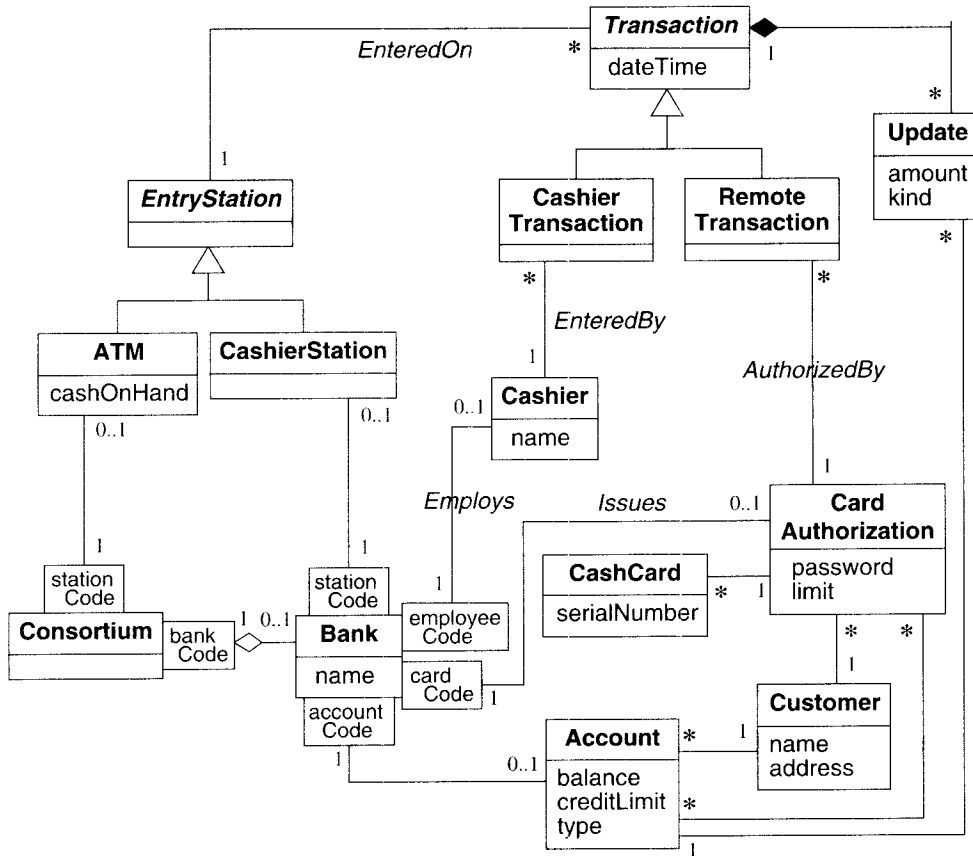 Transaction
dateTime
1
*
EnteredOn
*
1
Update
amount
kind
*
EntryStation
Cashier
Transaction
Remote
Transaction
*
*
EnteredBy
1
ATM
cashOnHand
CashierStation
0..1
0..1
AuthorizedBy
Cashier
name
0..1
1
Employs
Issues
0..1
Card
Authorization
password
limit
1
1
CashCard
serialNumber
*
1
station
Code
station
Code
1
employee
Code
Consortium
bank
Code
1
0..1
Bank
name
card
Code
1
account
Code
1
*
*
1
Customer
name
address
Account
balance
creditLimit
type
*
1
0..1
*
1